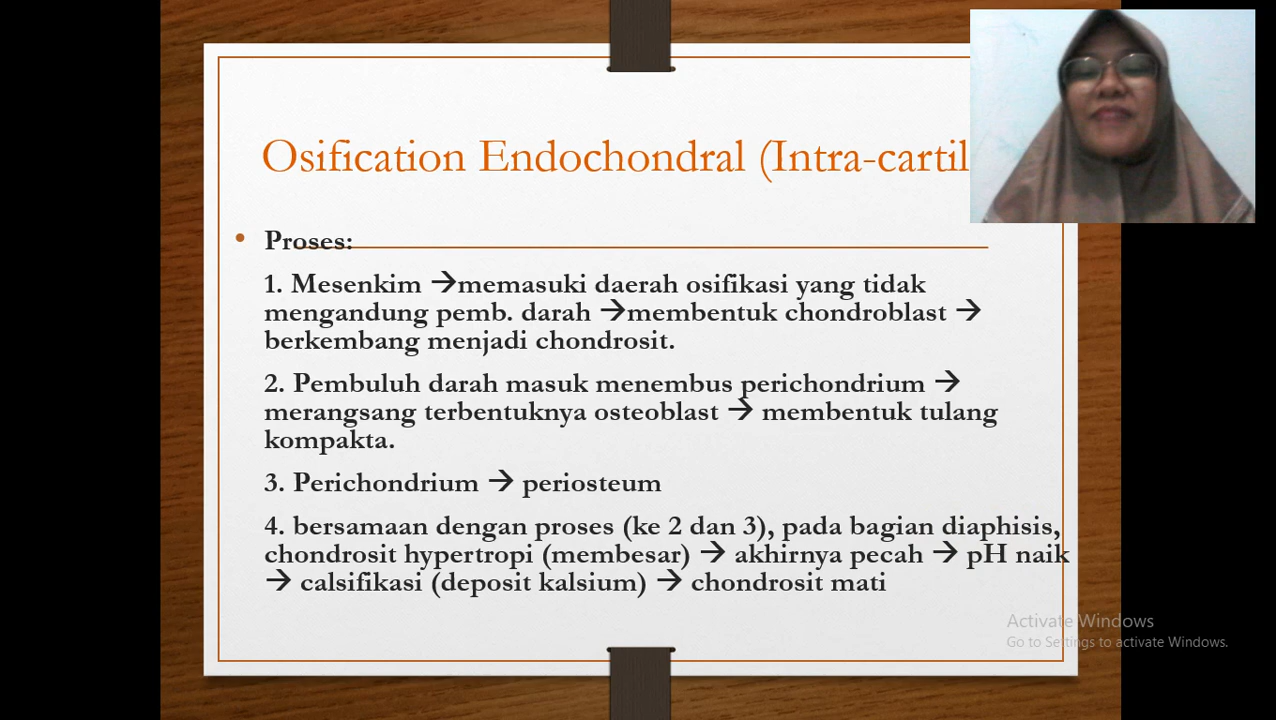 Osification Endochondral (Intra-cartil
• Proses:
1. Mesenkim →memasuki daerah osifikasi yang tidak
mengandung pemb. darah →membentuk chondroblast →
berkembang menjadi chondrosit.
2. Pembuluh darah masuk menembus perichondrium →
merangsang terbentuknya osteoblast → membentuk tulang
kompakta.
3. Perichondrium → periosteum
4. bersamaan dengan proses (ke 2 dan 3), pada bagian diaphisis,
chondrosit hypertropi (membesar) → akhirnya pecah → pH naik
→ calsifikasi (deposit kalsium) → chondrosit mati
Activate Windows
Go to Settings to activate Windows.